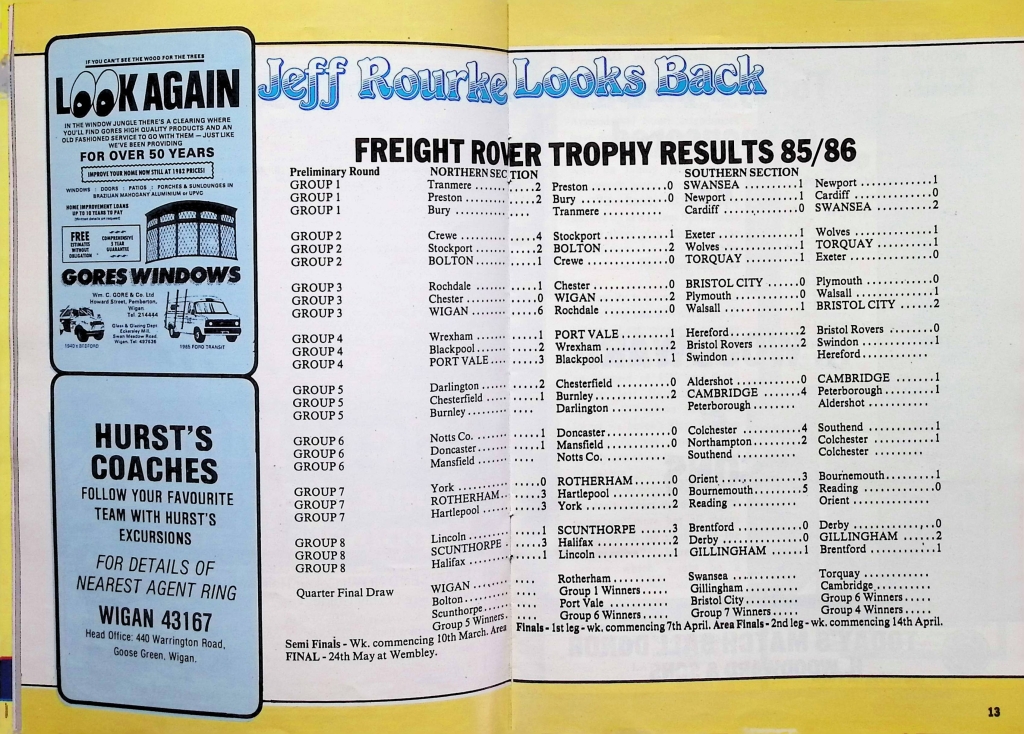 IF YOU CAN'T SEE THE WOOD FOR THE TREES
LOOK AGAIN
IN THE WINDOW JUNGLE THERE'S A CLEARING WHERE
YOU'LL FIND GORES HIGH QUALITY PRODUCTS AND AN
OLD FASHIONED SERVICE TO GO WITH THEM — JUST LIKE
WE'VE BEEN PROVIDING
FOR OVER 50 YEARS
IMPROVE YOUR HOME NOW STILL AT 1982 PRICES!
WINDOWS : DOORS : PATIOS : PORCHES & SUNLOUNGES IN
BRAZILIAN MAHOGANY ALUMINIUM or UPVC
HOME IMPROVEMENT LOANS
UP TO 10 YEARS TO PAY
(Written details on request)
FREE
ESTIMATES
WITHOUT
OBLIGATION
COMPREHENSIVE
GUARANTEE
GORES WINDOWS
Wm. C. GORE & Co. Ltd
Howard Street, Pemberton,
Wigan
Tel. 214444
Glass & Glazing Dept
Eckersley Mill,
Swan Meadow Road,
Wigan. Tel. 497638
BEDFORD
1985 FORD TRANSIT
HURST'S
COACHES
FOLLOW YOUR FAVOURITE
TEAM WITH HURST'S
EXCURSIONS
FOR DETAILS OF
NEAREST AGENT RING
WIGAN 43167
Head Office: 440 Warrington Road,
Goose Green, Wigan.
Jeff Rourke Looks Back
FREIGHT ROVER TROPHY RESULTS 85/86
Preliminary Round NORTHERN SECTION SOUTHERN SECTION
GROUP 1 Tranmere.......2 Preston..........0 SWANSEA..........1 Newport..........1
GROUP 1 Preston.......2 Bury..........0 Newport..........1 Cardiff..........0
GROUP 1 Bury.......... Tranmere.......... Cardiff..........0 SWANSEA..........2
GROUP 2 Crewe..........4 Stockport..........1 Exeter..........1 Wolves..........1
GROUP 2 Stockport..........2 BOLTON..........2 Wolves..........1 TORQUAY..........1
GROUP 2 BOLTON..........1 Crewe..........0 TORQUAY..........1 Exeter..........0
GROUP 3 Rochdale..........1 Chester..........0 BRISTOL CITY.....0 Plymouth..........0
GROUP 3 Chester..........0 WIGAN..........2 Plymouth..........0 Walsall..........1
GROUP 3 WIGAN..........6 Rochdale..........0 Walsall..........1 BRISTOL CITY.....2
GROUP 4 Wrexham..........1 PORT VALE..........1 Hereford..........2 Bristol Rovers.....0
GROUP 4 Blackpool..........2 Wrexham..........2 Bristol Rovers.....2 Swindon..........1
GROUP 4 PORT VALE.....3 Blackpool..........1 Swindon.......... Hereford..........
GROUP 5 Darlington.......2 Chesterfield..........0 Aldershot..........0 CAMBRIDGE.......1
GROUP 5 Chesterfield.......1 Burnley..........2 CAMBRIDGE.......4 Peterborough.......1
GROUP 5 Burnley.......... Darlington.......... Peterborough........ Aldershot..........
GROUP 6 Notts Co..........1 Doncaster..........0 Colchester..........4 Southend..........1
GROUP 6 Doncaster.......1 Mansfield..........0 Northampton.......2 Colchester..........1
GROUP 6 Mansfield.......... Notts Co........... Southend.......... Colchester..........
GROUP 7 York..........0 ROTHERHAM.......0 Orient..........3 Bournemouth.......1
GROUP 7 ROTHERHAM.....3 Hartlepool..........0 Bournemouth.......5 Reading..........0
GROUP 7 Hartlepool.......3 York..........2 Reading.......... Orient..........
GROUP 8 Lincoln..........1 SCUNTHORPE.....3 Brentford..........0 Derby..........0
GROUP 8 SCUNTHORPE...3 Halifax..........2 Derby..........0 GILLINGHAM.......2
GROUP 8 Halifax..........1 Lincoln..........1 GILLINGHAM.......1 Brentford..........1
Quarter Final Draw WIGAN.......... Rotherham.......... Swansea.......... Torquay..........
Bolton.......... Group 1 Winners..... Gillingham.......... Cambridge..........
Scunthorpe.......... Port Vale.......... Bristol City.......... Group 6 Winners.....
Group 5 Winners..... Group 6 Winners..... Group 7 Winners..... Group 4 Winners.....
Semi Finals - Wk. commencing 10th March. Area Finals - 1st leg - wk. commencing 7th April. Area Finals - 2nd leg - wk. commencing 14th April.
FINAL - 24th May at Wembley.
13